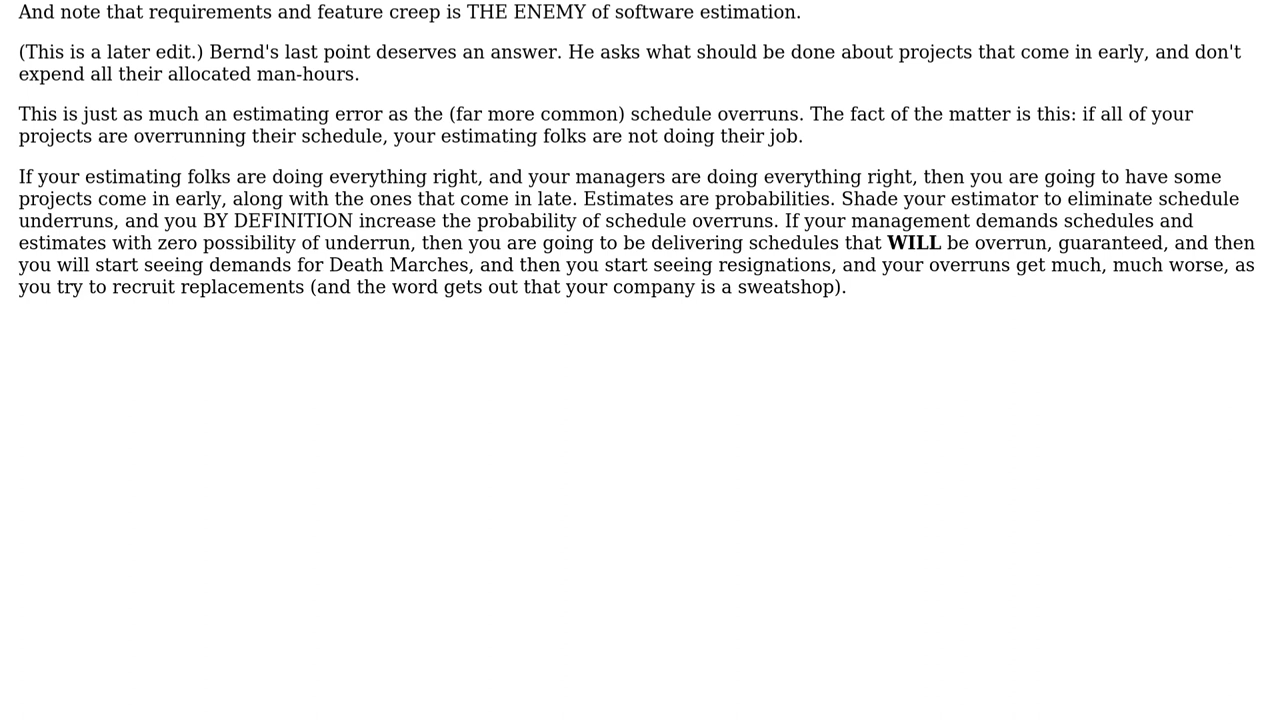 And note that requirements and feature creep is THE ENEMY of software estimation.
(This is a later edit.) Bernd's last point deserves an answer. He asks what should be done about projects that come in early, and don't
expend all their allocated man-hours.
This is just as much an estimating error as the (far more common) schedule overruns. The fact of the matter is this: if all of your
projects are overrunning their schedule, your estimating folks are not doing their job.
If your estimating folks are doing everything right, and your managers are doing everything right, then you are going to have some
projects come in early, along with the ones that come in late. Estimates are probabilities. Shade your estimator to eliminate schedule
underruns, and you BY DEFINITION increase the probability of schedule overruns. If your management demands schedules and
estimates with zero possibility of underrun, then you are going to be delivering schedules that WILL be overrun, guaranteed, and then
you will start seeing demands for Death Marches, and then you start seeing resignations, and your overruns get much, much worse, as
you try to recruit replacements (and the word gets out that your company is a sweatshop).